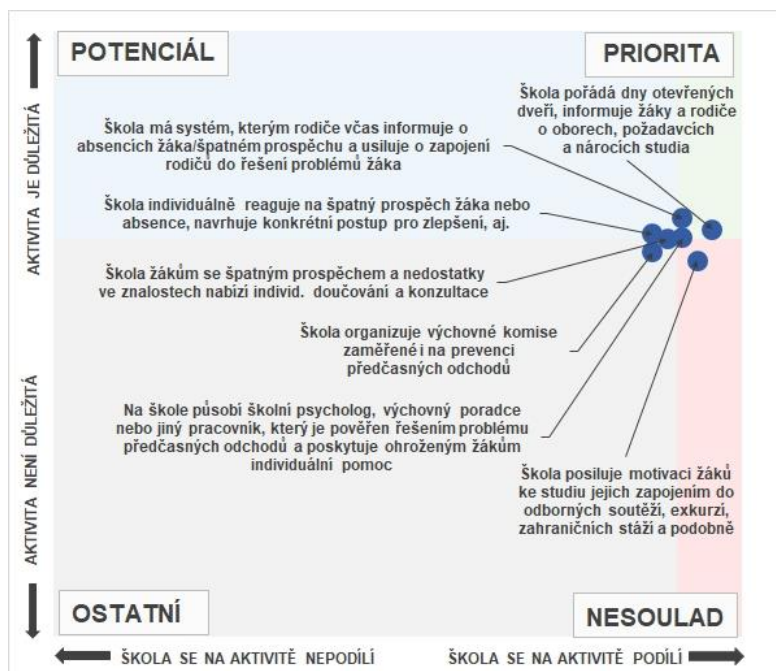 POTENCIÁL
PRIORITA
Škola pořádá dny otevřených
dveří, informuje žáky a rodiče
o oborech, požadavcích
a nárocích studia
Škola má systém, kterým rodiče včas informuje o
absencích žáka/špatném prospěchu a usiluje o zapojení
rodičů do řešení problémů žáka
Škola individuálně reaguje na špatný prospěch žáka nebo
absence, navrhuje konkrétní postup pro zlepšení, aj.
Škola žákům se špatným prospěchem a nedostatky
ve znalostech nabízí individ. doučování a konzultace
Škola organizuje výchovné komise
zaměřené i na prevenci
předčasných odchodů
Na škole působí školní psycholog, výchovný poradce
nebo jiný pracovník, který je pověřen řešením problému
předčasných odchodů a poskytuje ohroženým žákům
individuální pomoc
Škola posiluje motivaci žáků
ke studiu jejich zapojením do
odborných soutěží, exkurzí,
zahraničních stáží a podobně
OSTATNÍ
NESOULAD
AKTIVITA JE DŮLEŽITÁ
AKTIVITA NENÍ DŮLEŽITÁ
ŠKOLA SE NA AKTIVITĚ NEPODÍLÍ
ŠKOLA SE NA AKTIVITĚ PODÍLÍ